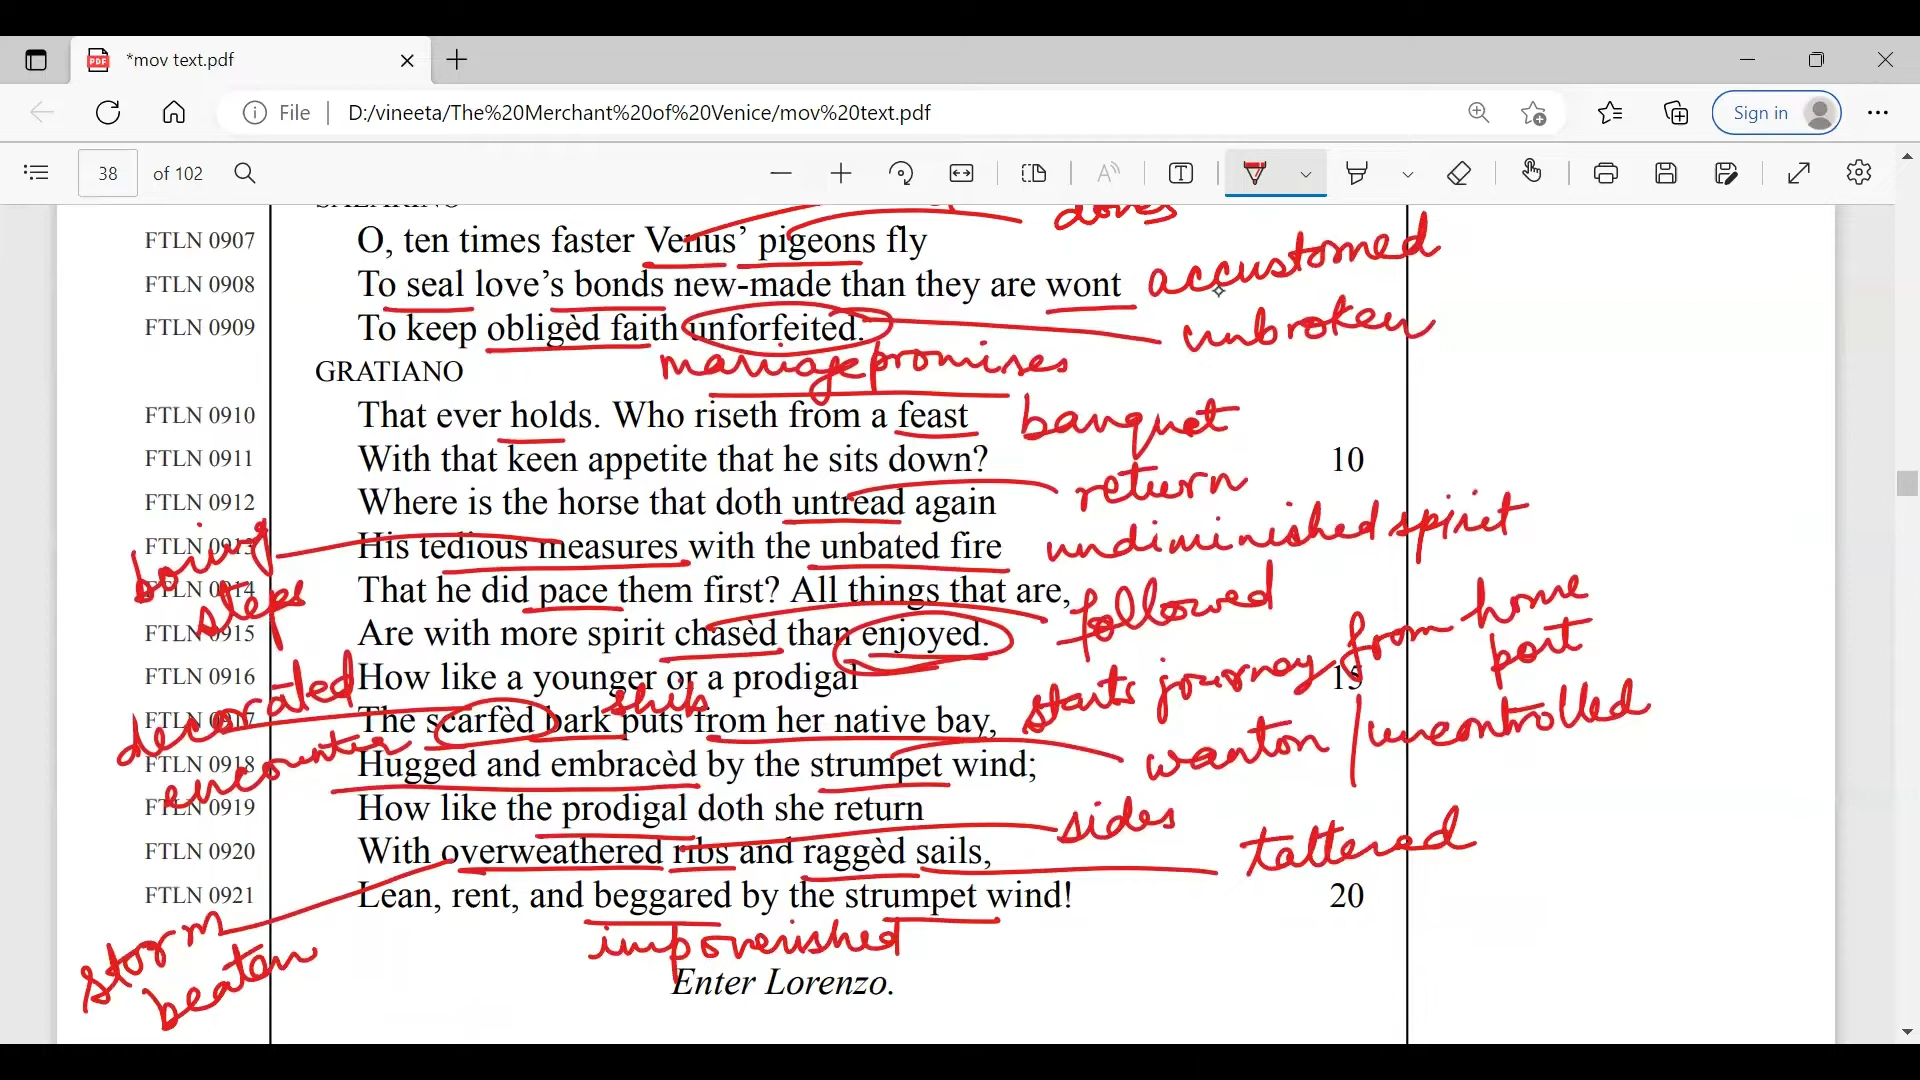 *mov text.pdf
File D:/vineeta/The%20Merchant%20of%20Venice/mov%20text.pdf
Sign in
38 of 102
doves
FTLN 0907 O, ten times faster Venus’ pigeons fly
accustomed
FTLN 0908 To seal love’s bonds new-made than they are wont
unbroken
FTLN 0909 To keep obligèd faith unforfeited.
marriage promises
GRATIANO
FTLN 0910 That ever holds. Who riseth from a feast
banquet
FTLN 0911 With that keen appetite that he sits down? 10
return
FTLN 0912 Where is the horse that doth untread again
undiminished spirit
boring
steps
FTLN 0913 His tedious measures with the unbated fire
FTLN 0914 That he did pace them first? All things that are,
followed
FTLN 0915 Are with more spirit chasèd than enjoyed.
starts journey from home
port
FTLN 0916 How like a younger or a prodigal 15
decorated
ship
FTLN 0917 The scarfèd bark puts from her native bay,
wanton / uncontrolled
encounter
FTLN 0918 Hugged and embracèd by the strumpet wind;
FTLN 0919 How like the prodigal doth she return
sides
FTLN 0920 With overweathered ribs and raggèd sails,
tattered
FTLN 0921 Lean, rent, and beggared by the strumpet wind! 20
storm
beaten
impoverished
Enter Lorenzo.